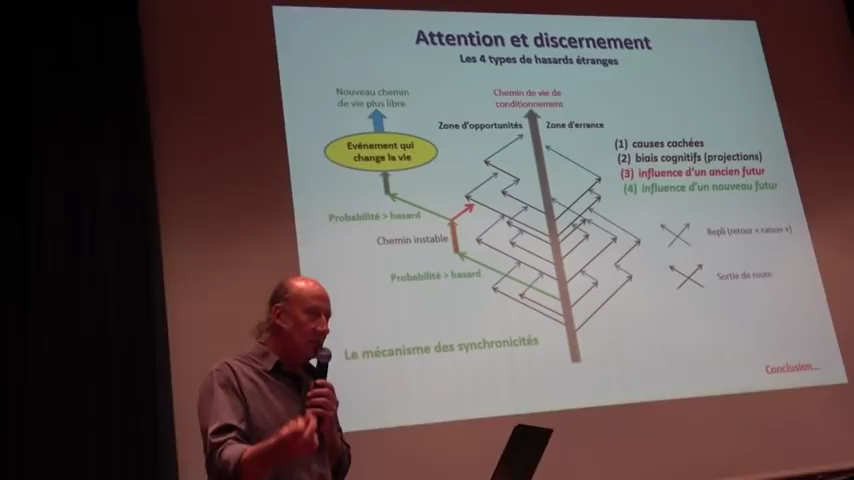 Attention et discernement
Les 4 types de hasards étranges
Nouveau chemin
de vie plus libre
Chemin de vie de
conditionnement
Zone d'opportunités
Zone d'errance
Evénement qui
change la vie
(1) causes cachées
(2) biais cognitifs (projections)
(3) influence d'un ancien futur
(4) influence d'un nouveau futur
Probabilité > hasard
Chemin instable
Repli (retour « raison »)
Probabilité > hasard
Sortie de route
Le mécanisme des synchronicités
Conclusion...